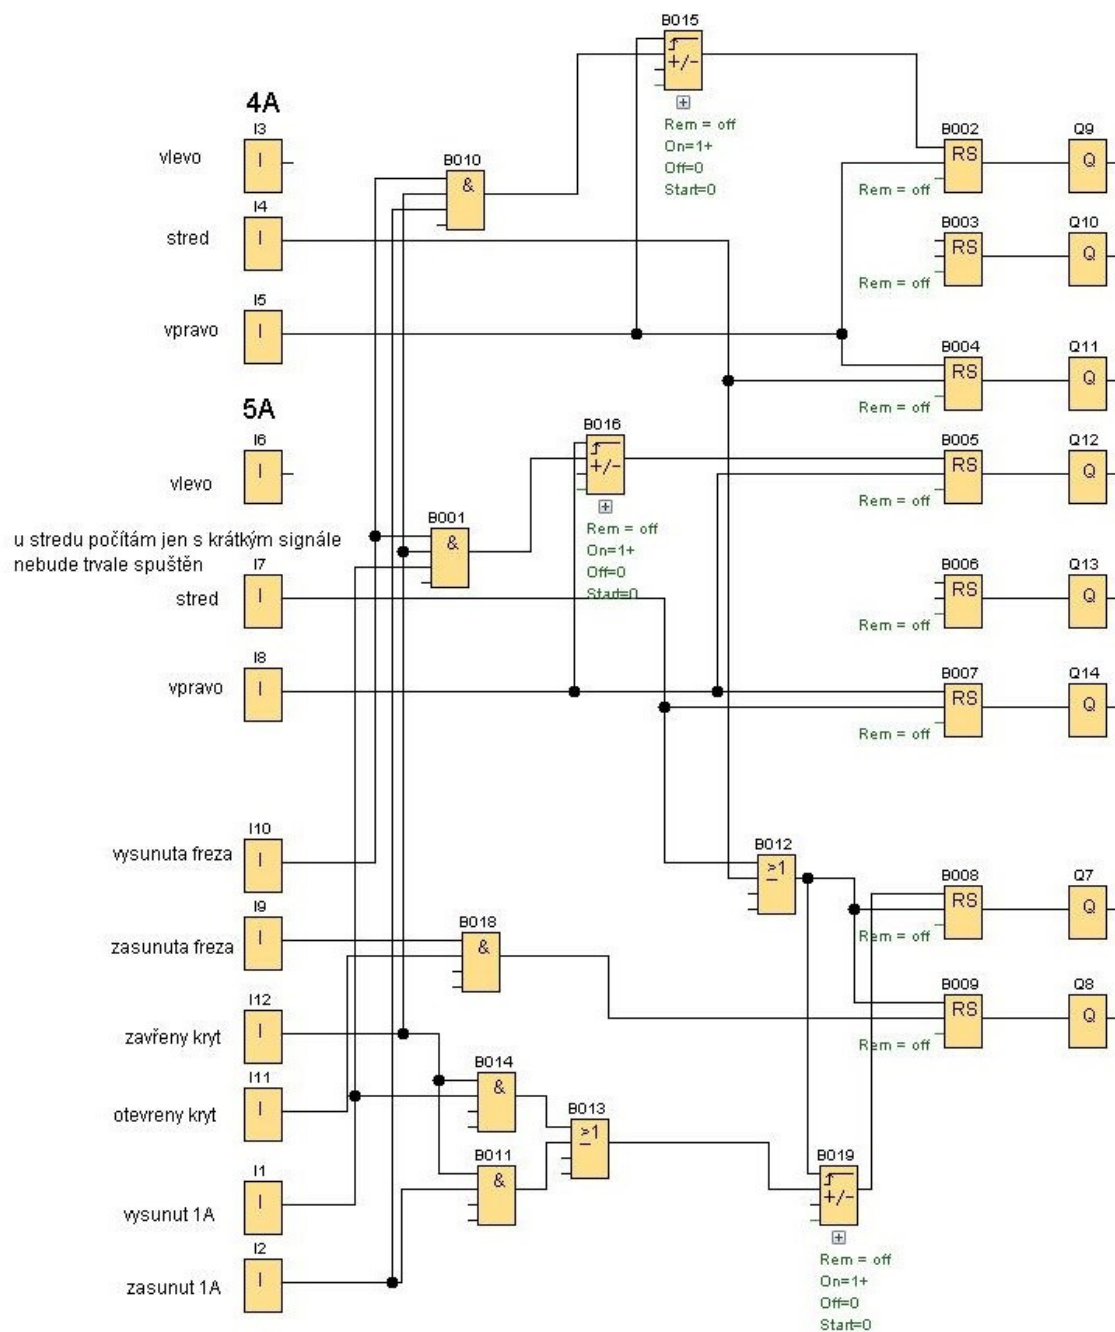 B015
+/-
Rem = off
On=1+
Off=0
Start=0
4A
I3
I
vlevo
B010
&
B002
RS
Rem = off
Q9
Q
I4
I
stred
B003
RS
Rem = off
Q10
Q
I5
I
vpravo
B004
RS
Rem = off
Q11
Q
5A
I6
I
vlevo
B016
+/-
Rem = off
On=1+
Off=0
Start=0
B005
RS
Rem = off
Q12
Q
u stredu počítám jen s krátkým signále
nebude trvale spuštěn
B001
&
I7
I
stred
B006
RS
Rem = off
Q13
Q
I8
I
vpravo
B007
RS
Rem = off
Q14
Q
I10
I
vysunuta freza
B012
>1
B008
RS
Rem = off
Q7
Q
I9
I
zasunuta freza
B018
&
B009
RS
Rem = off
Q8
Q
I12
I
zavřeny kryt
I11
I
otevreny kryt
B014
&
B013
>1
B011
&
B019
+/-
Rem = off
On=1+
Off=0
Start=0
I1
I
vysunut 1A
I2
I
zasunut 1A